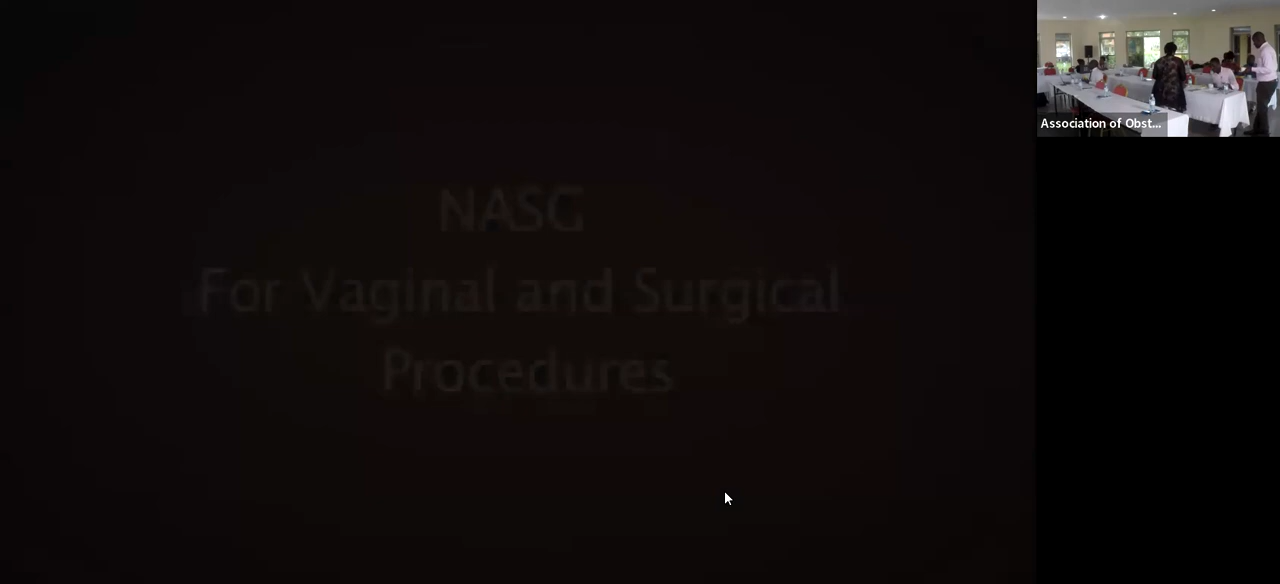 NASG
For Vaginal and Surgical
Procedures
Association of Obst...